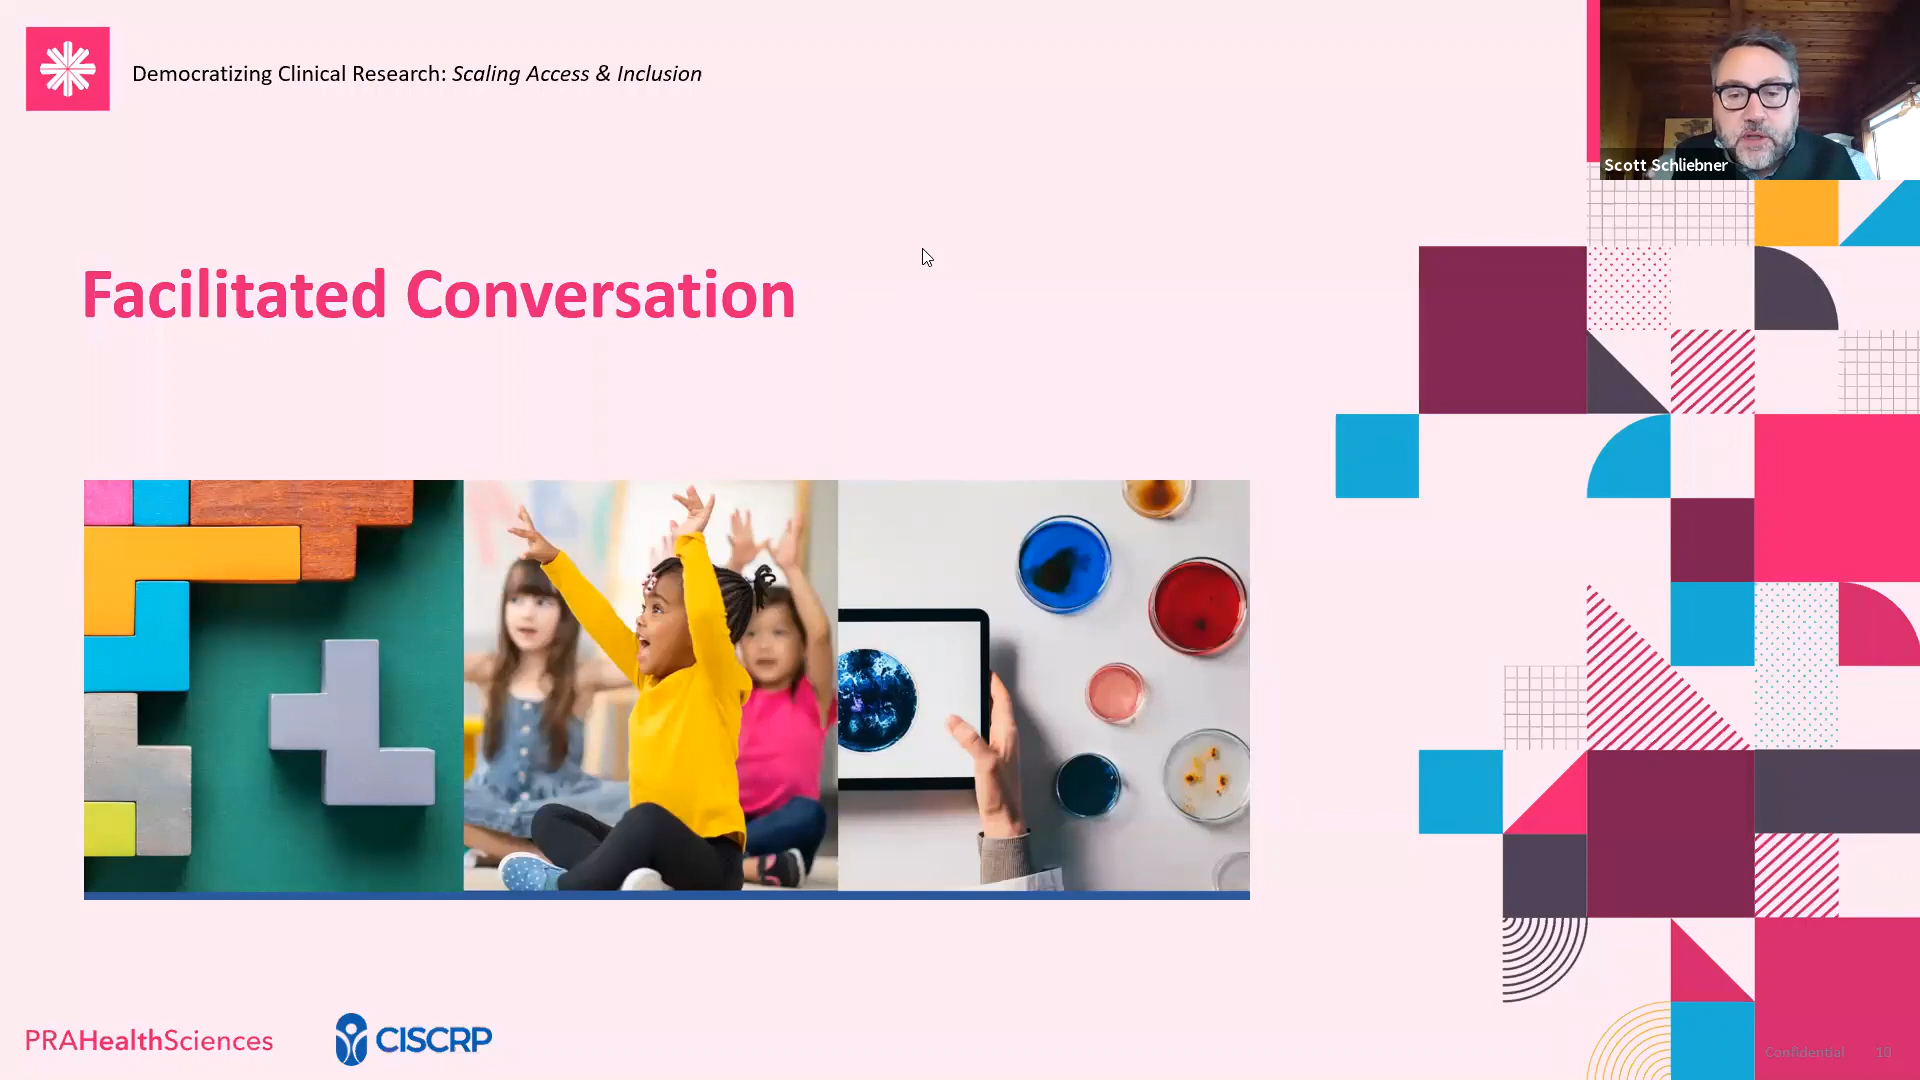 Democratizing Clinical Research: Scaling Access & Inclusion
Scott Schliebner
Facilitated Conversation
PRAHealthSciences
CISCRP
Confidential 10